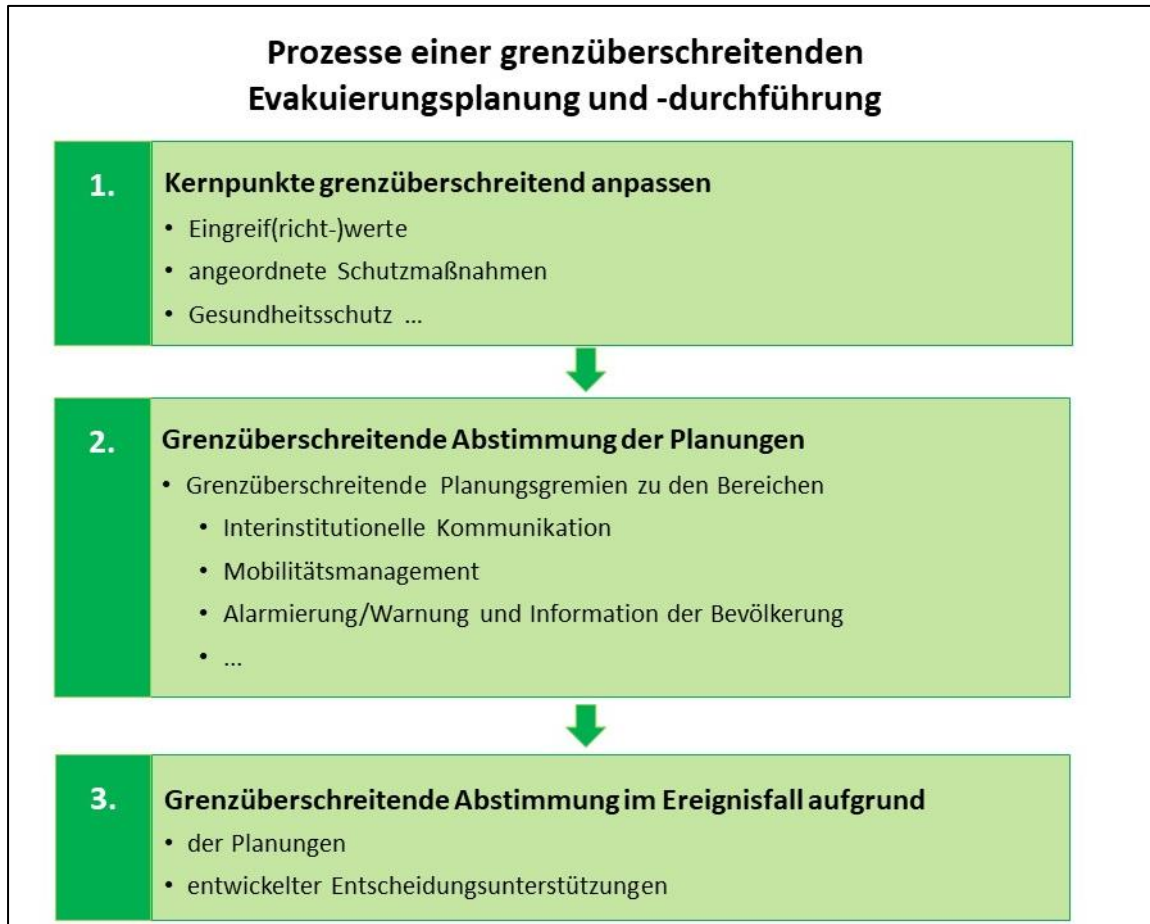 Prozesse einer grenzüberschreitenden
Evakuierungsplanung und -durchführung
1.
Kernpunkte grenzüberschreitend anpassen
• Eingreif(richt-)werte
• angeordnete Schutzmaßnahmen
• Gesundheitsschutz ...
2.
Grenzüberschreitende Abstimmung der Planungen
• Grenzüberschreitende Planungsgremien zu den Bereichen
• Interinstitutionelle Kommunikation
• Mobilitätsmanagement
• Alarmierung/Warnung und Information der Bevölkerung
• ...
3.
Grenzüberschreitende Abstimmung im Ereignisfall aufgrund
• der Planungen
• entwickelter Entscheidungsunterstützungen